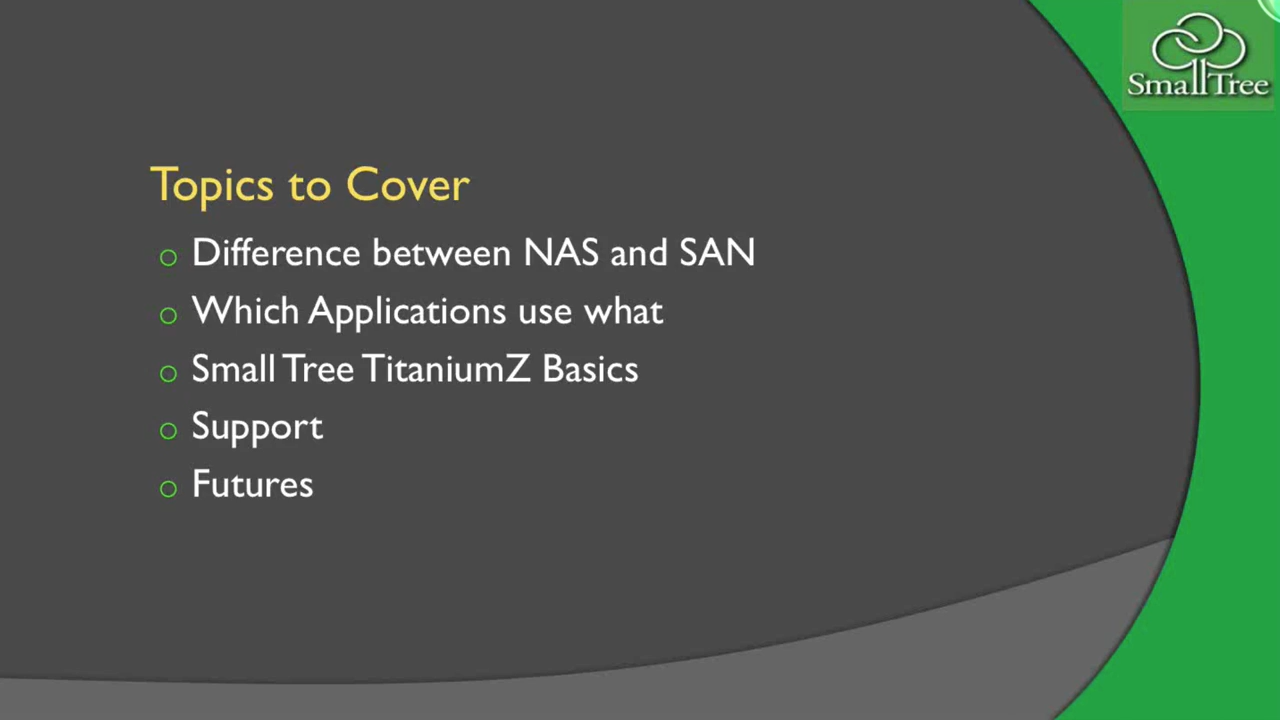 SmallTree
Topics to Cover
Difference between NAS and SAN
Which Applications use what
Small Tree TitaniumZ Basics
Support
Futures